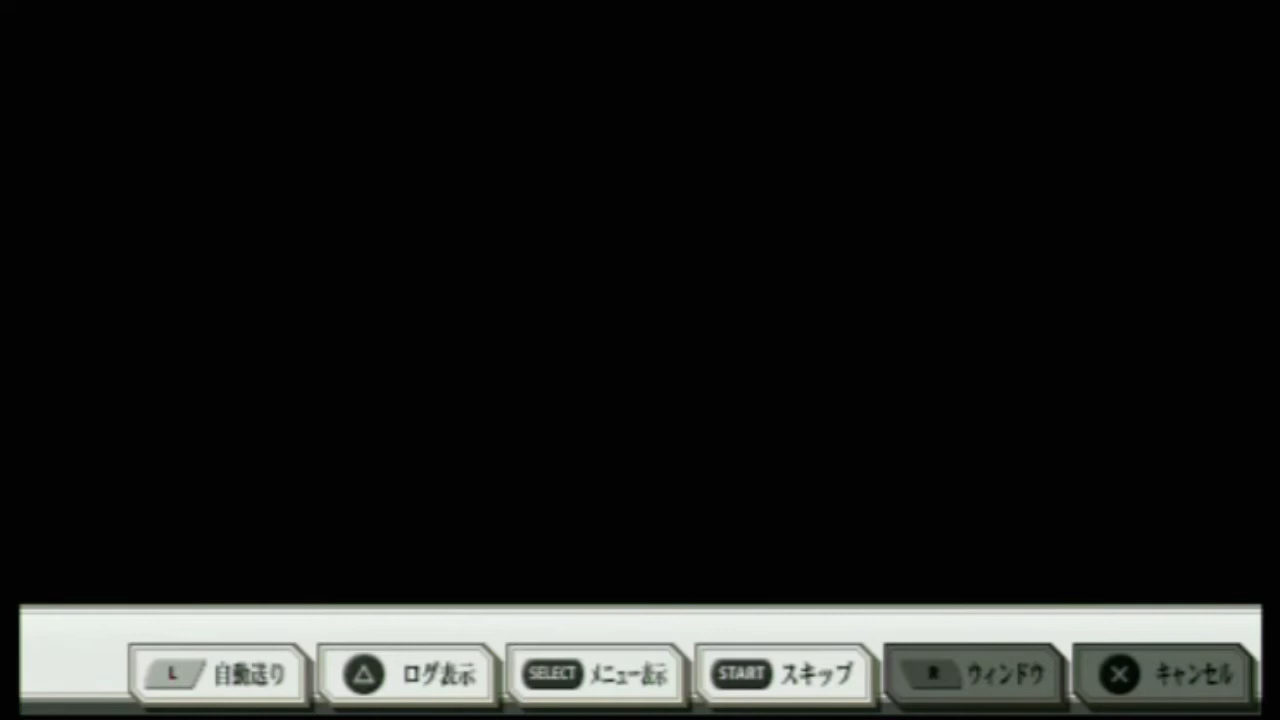 L 自動送り
ログ表示
SELECT メニュー表示
START スキップ
R ウィンドウ
キャンセル